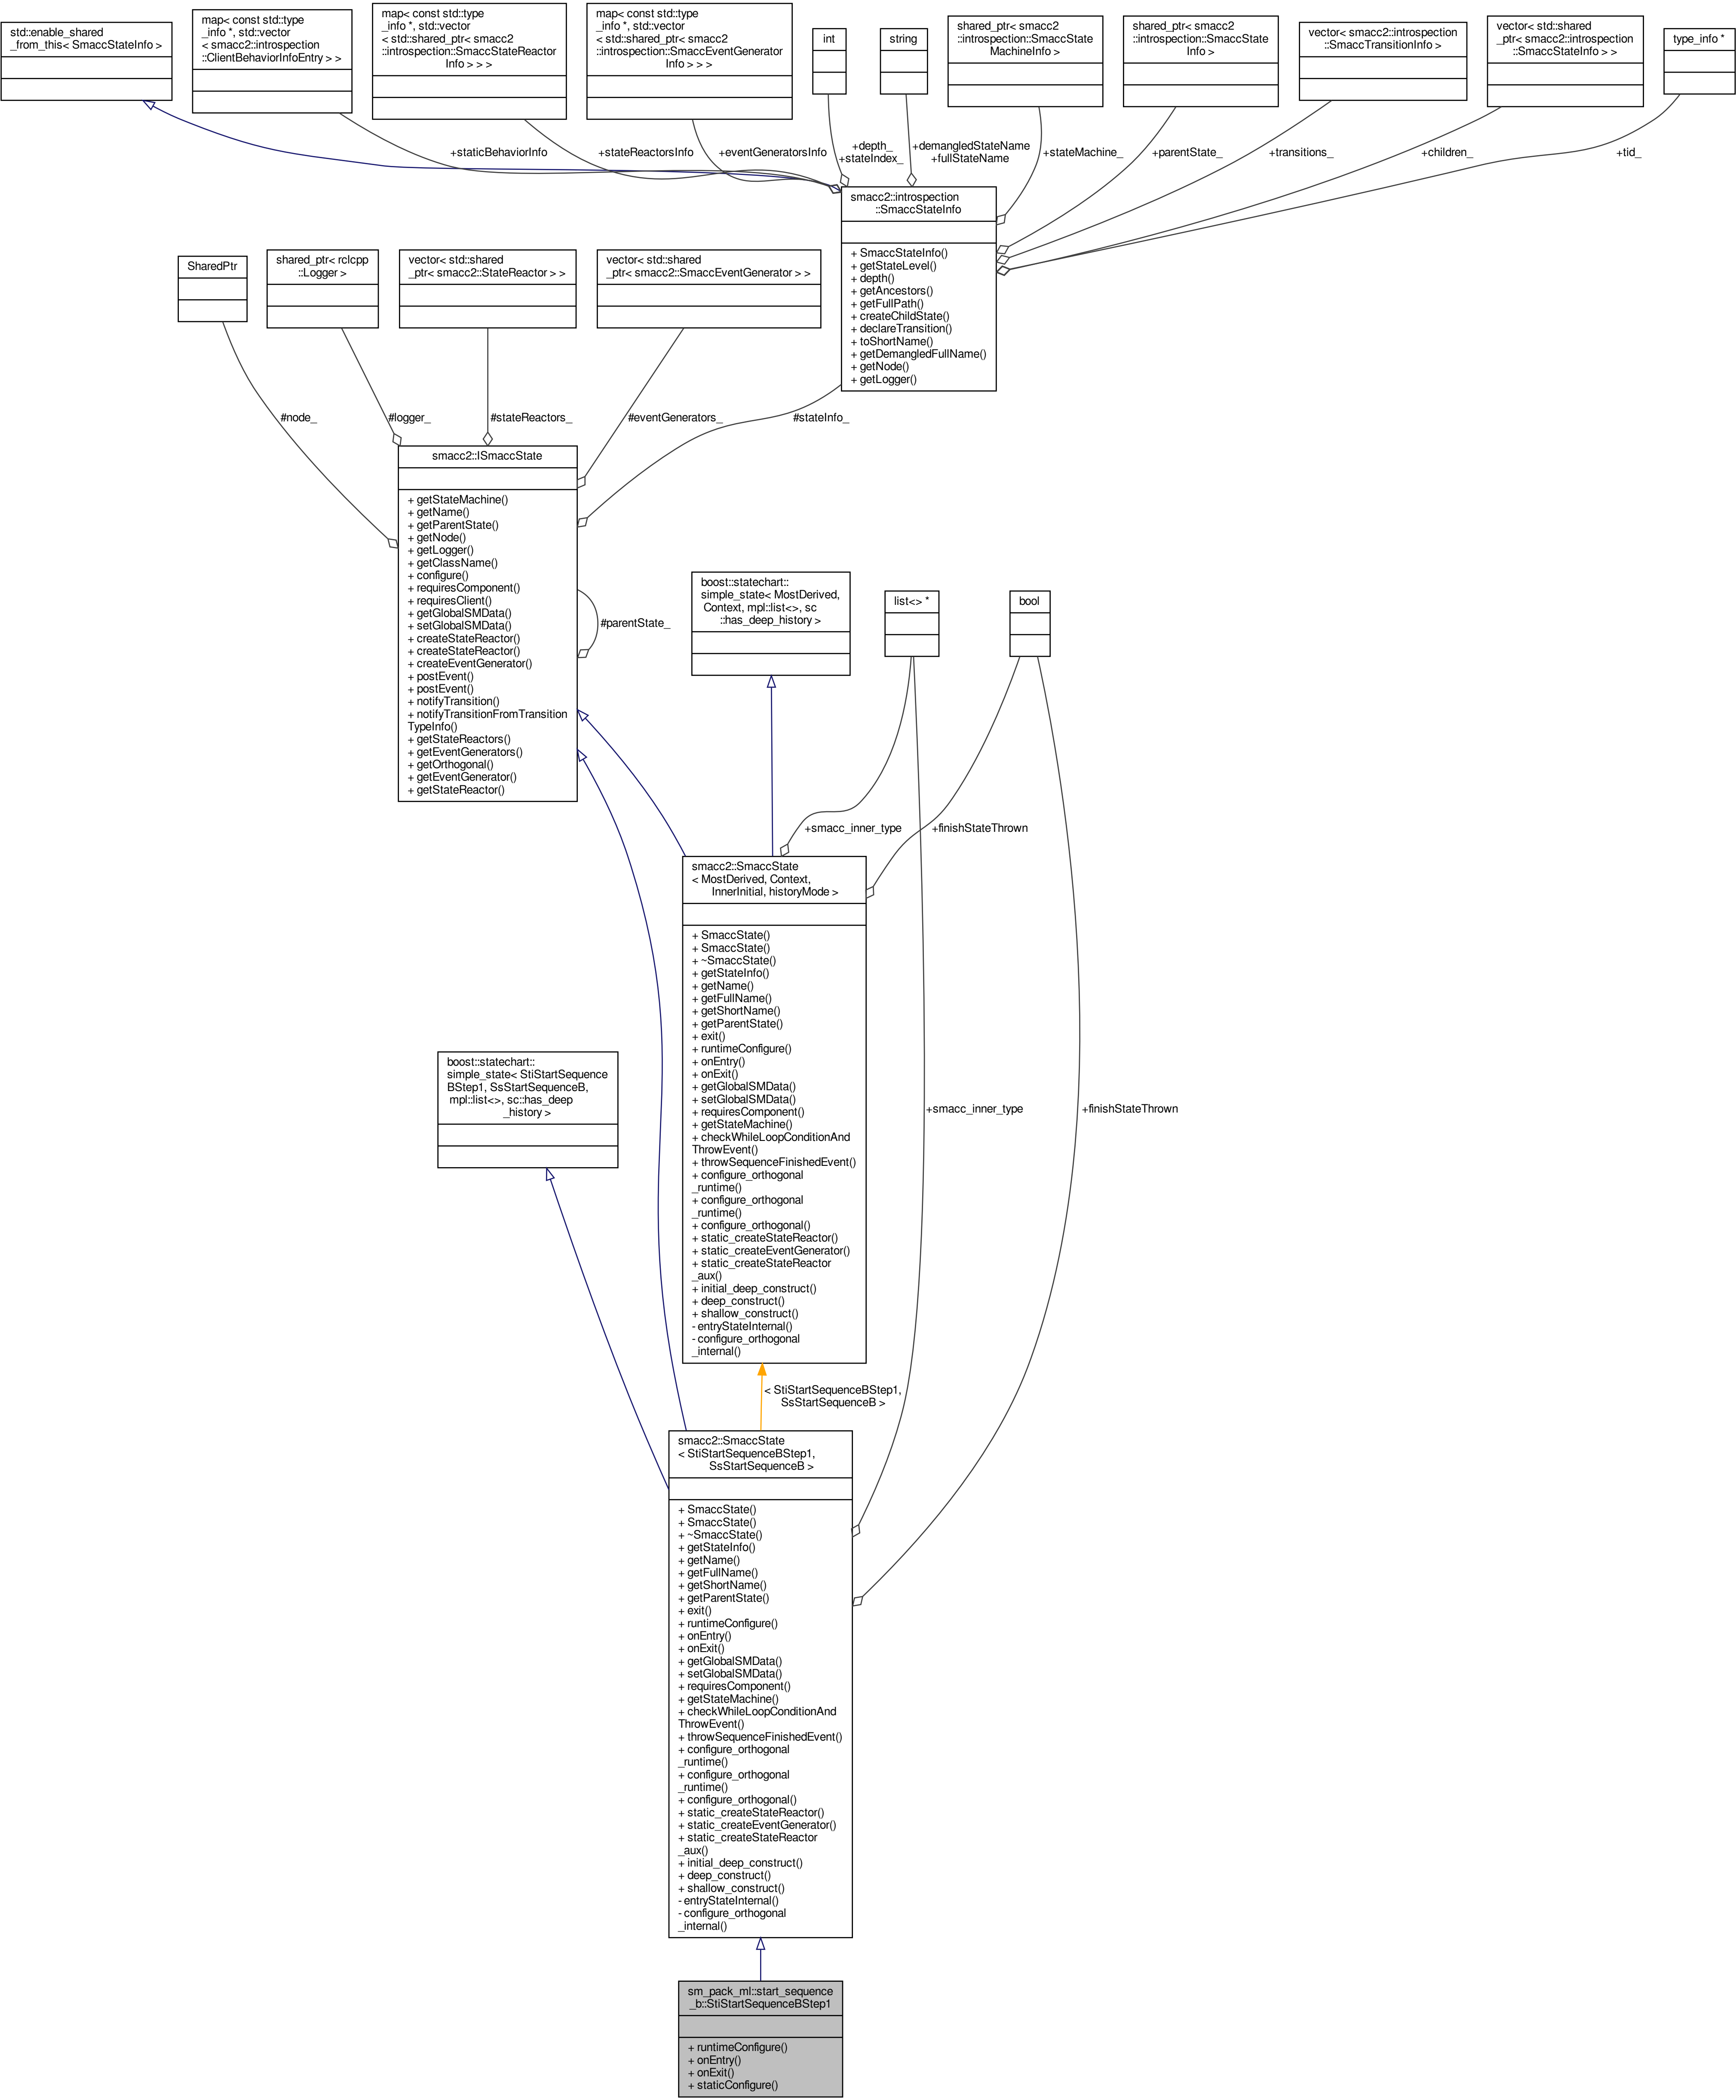 std::enable_shared
_from_this< SmaccStateInfo >
map< const std::type
_info *, std::vector
< smacc2::introspection
::ClientBehaviorInfoEntry > >
map< const std::type
_info *, std::vector
< std::shared_ptr< smacc2
::introspection::SmaccStateReactor
Info > > >
map< const std::type
_info *, std::vector
< std::shared_ptr< smacc2
::introspection::SmaccEventGenerator
Info > > >
int
string
shared_ptr< smacc2
::introspection::SmaccState
MachineInfo >
shared_ptr< smacc2
::introspection::SmaccState
Info >
vector< smacc2::introspection
::SmaccTransitionInfo >
vector< std::shared
_ptr< smacc2::introspection
::SmaccStateInfo > >
type_info *
+staticBehaviorInfo
+stateReactorsInfo
+eventGeneratorsInfo
+depth_
+stateIndex_
+demangledStateName
+fullStateName
+stateMachine_
+parentState_
+transitions_
+children_
+tid_
smacc2::introspection
::SmaccStateInfo
+ SmaccStateInfo()
+ getStateLevel()
+ depth()
+ getAncestors()
+ getFullPath()
+ createChildState()
+ declareTransition()
+ toShortName()
+ getDemangledFullName()
+ getNode()
+ getLogger()
SharedPtr
shared_ptr< rclcpp
::Logger >
vector< std::shared
_ptr< smacc2::StateReactor > >
vector< std::shared
_ptr< smacc2::SmaccEventGenerator > >
#node_
#logger_
#stateReactors_
#eventGenerators_
#stateInfo_
smacc2::ISmaccState
+ getStateMachine()
+ getName()
+ getParentState()
+ getNode()
+ getLogger()
+ getClassName()
+ configure()
+ requiresComponent()
+ requiresClient()
+ getGlobalSMData()
+ setGlobalSMData()
+ createStateReactor()
+ createStateReactor()
+ createEventGenerator()
+ postEvent()
+ postEvent()
+ notifyTransition()
+ notifyTransitionFromTransition
TypeInfo()
+ getStateReactors()
+ getEventGenerators()
+ getOrthogonal()
+ getEventGenerator()
+ getStateReactor()
#parentState_
boost::statechart::
simple_state< MostDerived,
Context, mpl::list<>, sc
::has_deep_history >
list<> *
bool
+smacc_inner_type
+finishStateThrown
smacc2::SmaccState
< MostDerived, Context,
InnerInitial, historyMode >
+ SmaccState()
+ SmaccState()
+ ~SmaccState()
+ getStateInfo()
+ getName()
+ getFullName()
+ getShortName()
+ getParentState()
+ exit()
+ runtimeConfigure()
+ onEntry()
+ onExit()
+ getGlobalSMData()
+ setGlobalSMData()
+ requiresComponent()
+ getStateMachine()
+ checkWhileLoopConditionAnd
ThrowEvent()
+ throwSequenceFinishedEvent()
+ configure_orthogonal
_runtime()
+ configure_orthogonal
_runtime()
+ configure_orthogonal()
+ static_createStateReactor()
+ static_createEventGenerator()
+ static_createStateReactor
_aux()
+ initial_deep_construct()
+ deep_construct()
+ shallow_construct()
- entryStateInternal()
- configure_orthogonal
_internal()
boost::statechart::
simple_state< StiStartSequence
BStep1, SsStartSequenceB,
mpl::list<>, sc::has_deep
_history >
+smacc_inner_type
+finishStateThrown
< StiStartSequenceBStep1,
SsStartSequenceB >
smacc2::SmaccState
< StiStartSequenceBStep1,
SsStartSequenceB >
+ SmaccState()
+ SmaccState()
+ ~SmaccState()
+ getStateInfo()
+ getName()
+ getFullName()
+ getShortName()
+ getParentState()
+ exit()
+ runtimeConfigure()
+ onEntry()
+ onExit()
+ getGlobalSMData()
+ setGlobalSMData()
+ requiresComponent()
+ getStateMachine()
+ checkWhileLoopConditionAnd
ThrowEvent()
+ throwSequenceFinishedEvent()
+ configure_orthogonal
_runtime()
+ configure_orthogonal
_runtime()
+ configure_orthogonal()
+ static_createStateReactor()
+ static_createEventGenerator()
+ static_createStateReactor
_aux()
+ initial_deep_construct()
+ deep_construct()
+ shallow_construct()
- entryStateInternal()
- configure_orthogonal
_internal()
sm_pack_ml::start_sequence
_b::StiStartSequenceBStep1
+ runtimeConfigure()
+ onEntry()
+ onExit()
+ staticConfigure()